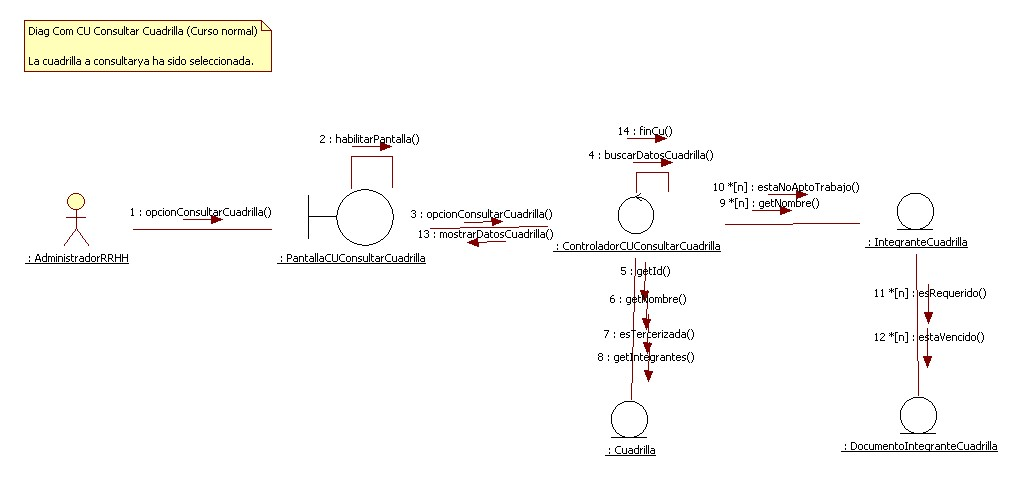 Diag Com CU Consultar Cuadrilla (Curso normal)
La cuadrilla a consultarya ha sido seleccionada.
14 : finCu()
2 : habilitarPantalla()
4 : buscarDatosCuadrilla()
10 *[n] : estaNoAptoTrabajo()
9 *[n] : getNombre()
1 : opcionConsultarCuadrilla()
3 : opcionConsultarCuadrilla()
13 : mostrarDatosCuadrilla()
: AdministradorRRHH
: PantallaCUConsultarCuadrilla
: ControladorCUConsultarCuadrilla
: IntegranteCuadrilla
5 : getId()
6 : getNombre()
7 : esTercerizada()
8 : getIntegrantes()
11 *[n] : esRequerido()
12 *[n] : estaVencido()
: Cuadrilla
: DocumentoIntegranteCuadrilla